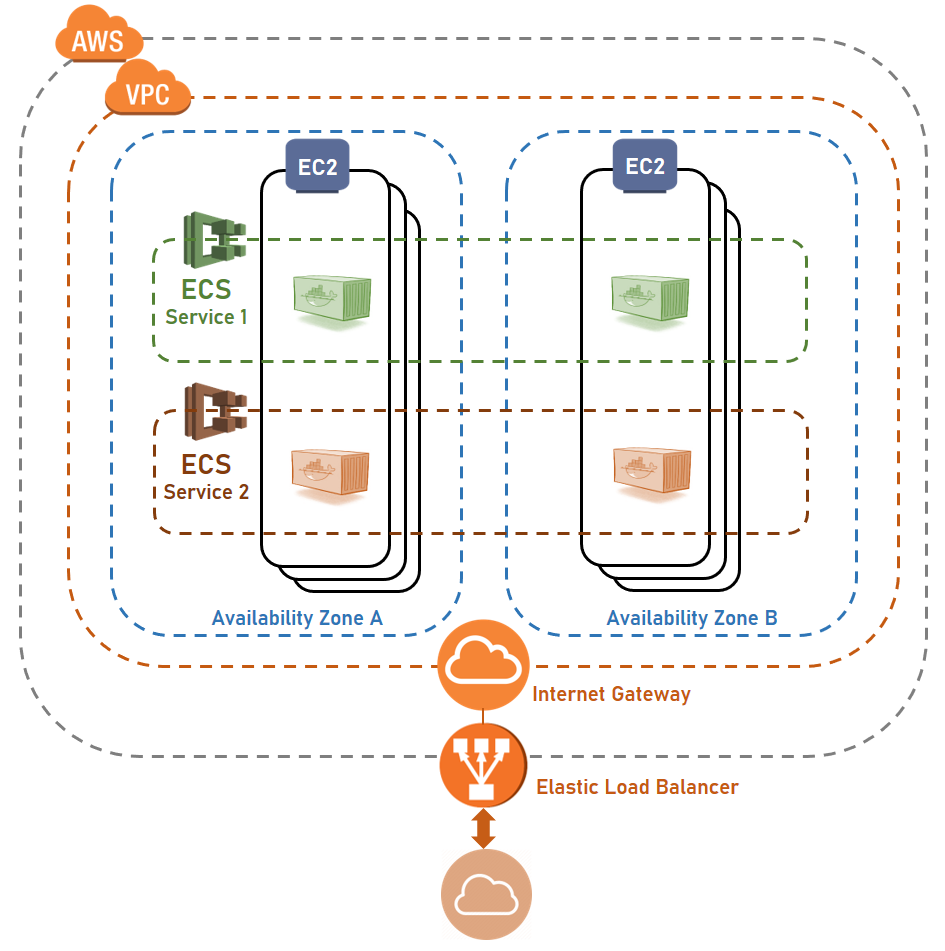 AWS
VPC
EC2
EC2
ECS
Service 1
ECS
Service 2
Availability Zone A
Availability Zone B
Internet Gateway
Elastic Load Balancer